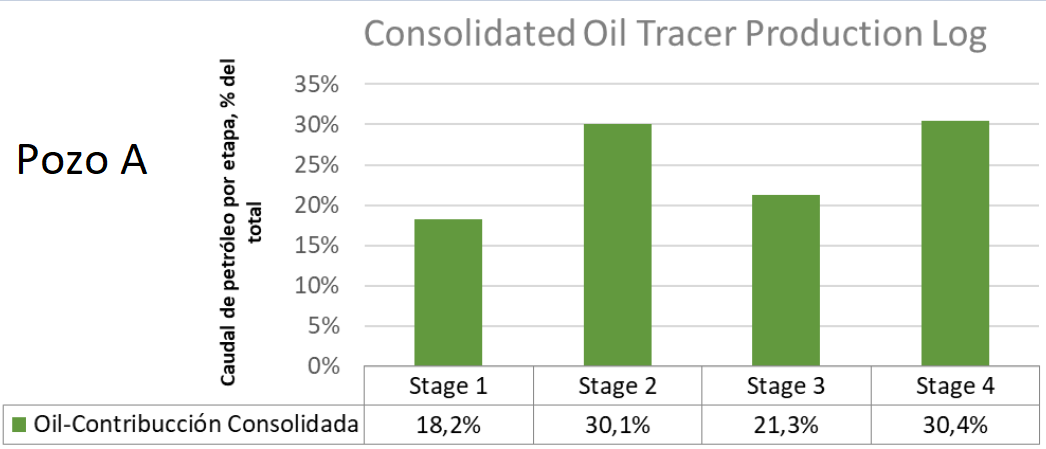 Consolidated Oil Tracer Production Log
Pozo A
Caudal de petróleo por etapa, % del
total
35%
30%
25%
20%
15%
10%
5%
0%
Stage 1 Stage 2 Stage 3 Stage 4
Oil-Contribucción Consolidada 18,2% 30,1% 21,3% 30,4%